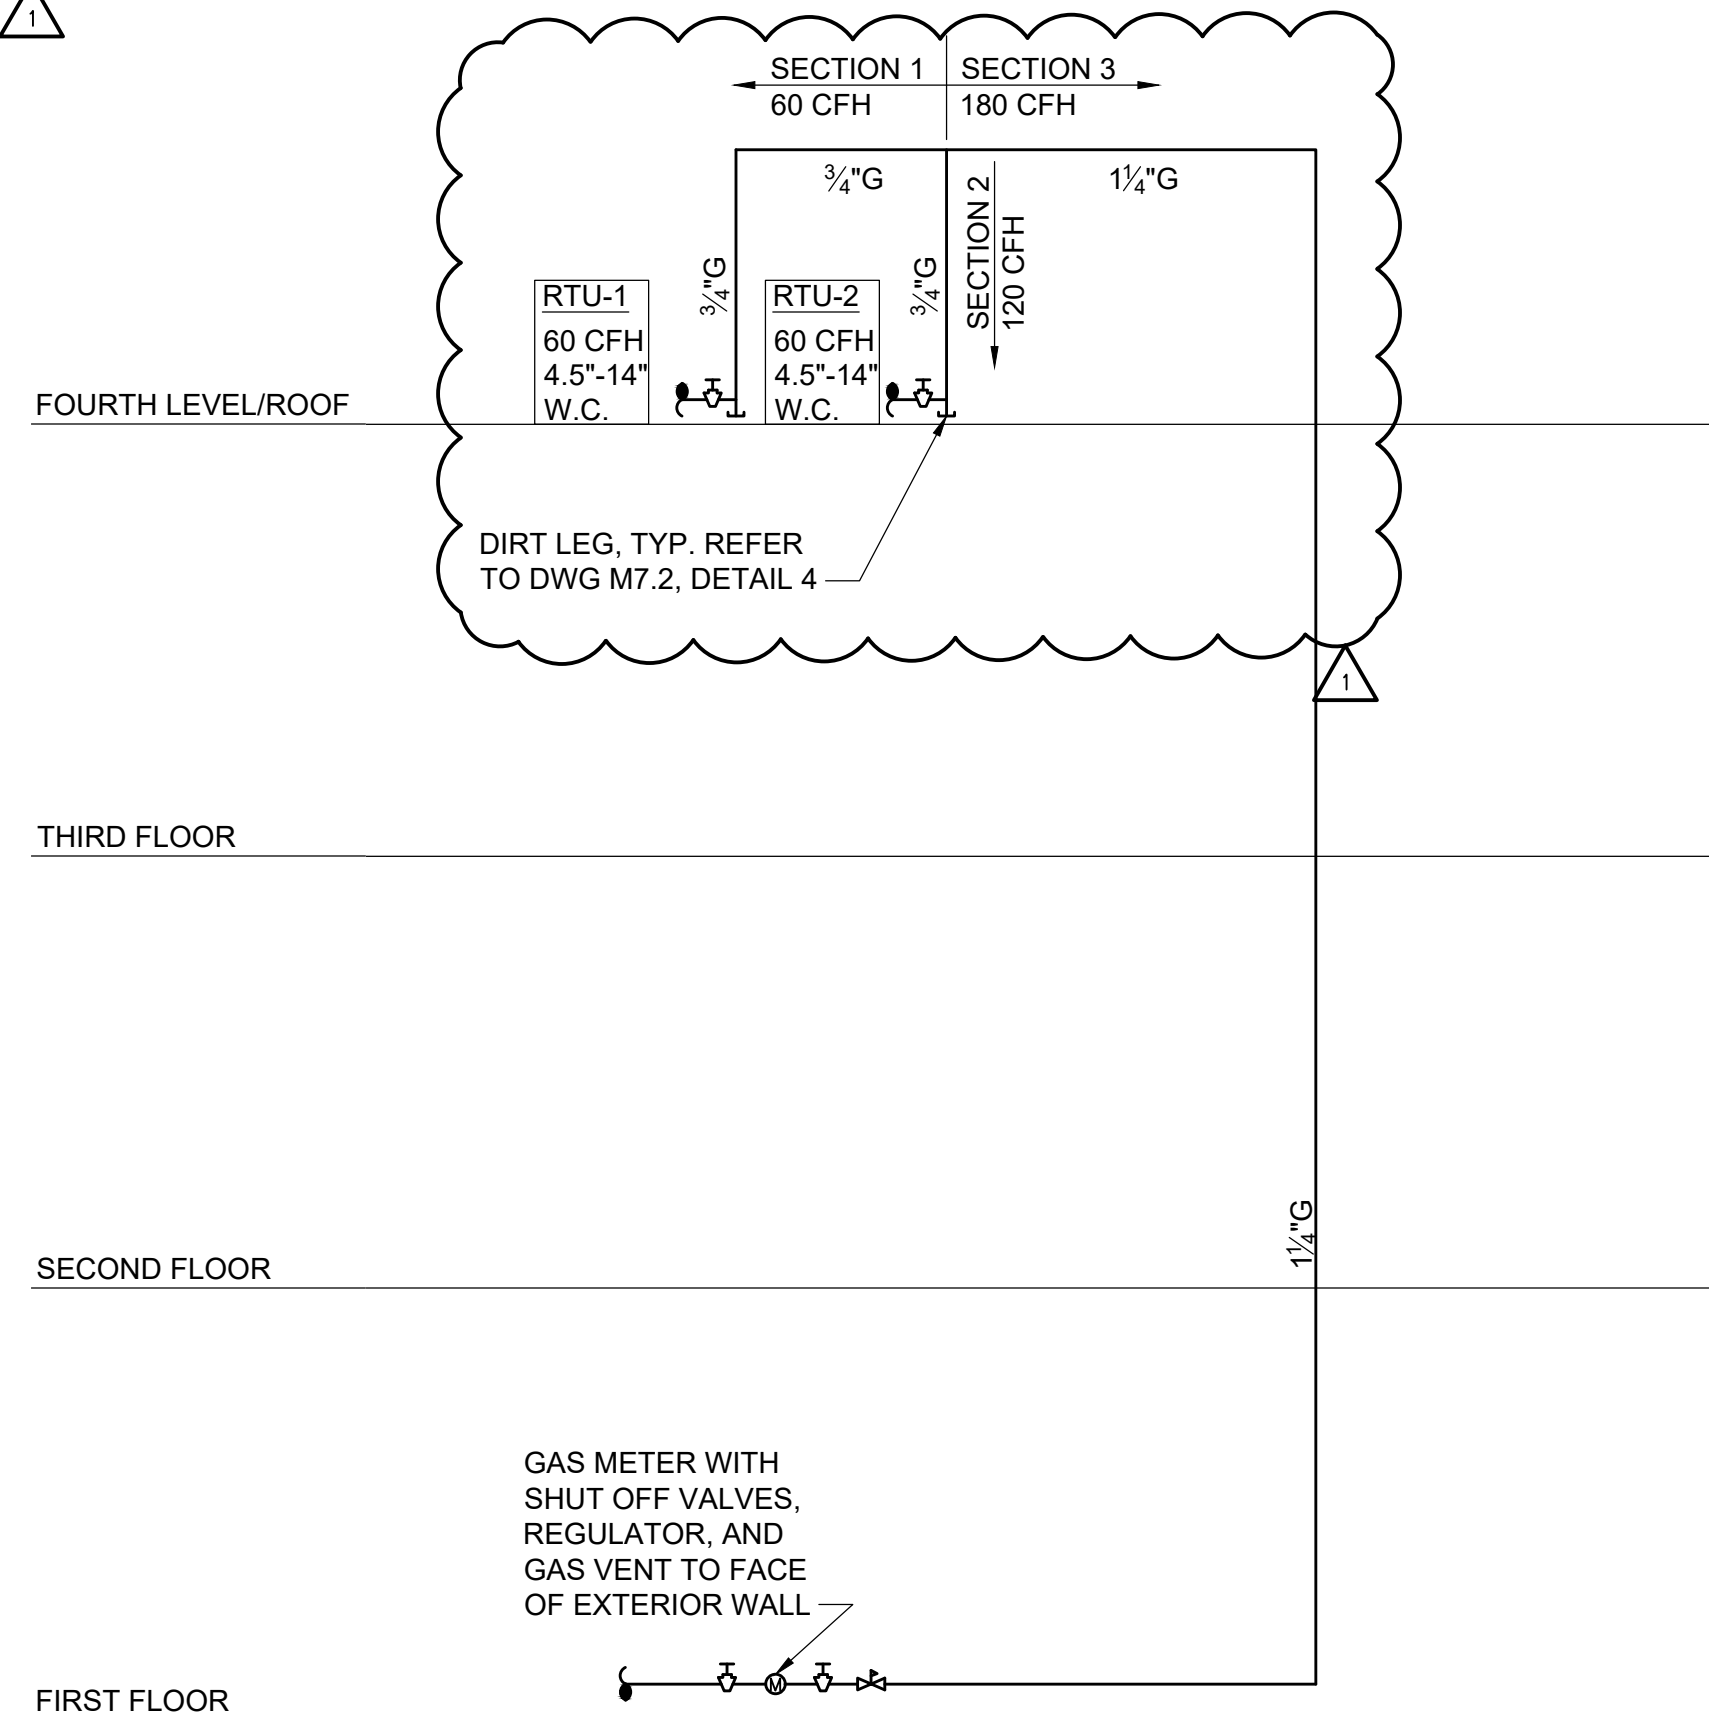 1
SECTION 1
60 CFH
SECTION 3
180 CFH
¾"G
1¼"G
SECTION 2
120 CFH
¾"G
¾"G
RTU-1
60 CFH
4.5"-14"
W.C.
RTU-2
60 CFH
4.5"-14"
W.C.
FOURTH LEVEL/ROOF
DIRT LEG, TYP. REFER
TO DWG M7.2, DETAIL 4
1
THIRD FLOOR
1¼"G
SECOND FLOOR
GAS METER WITH
SHUT OFF VALVES,
REGULATOR, AND
GAS VENT TO FACE
OF EXTERIOR WALL
M
FIRST FLOOR